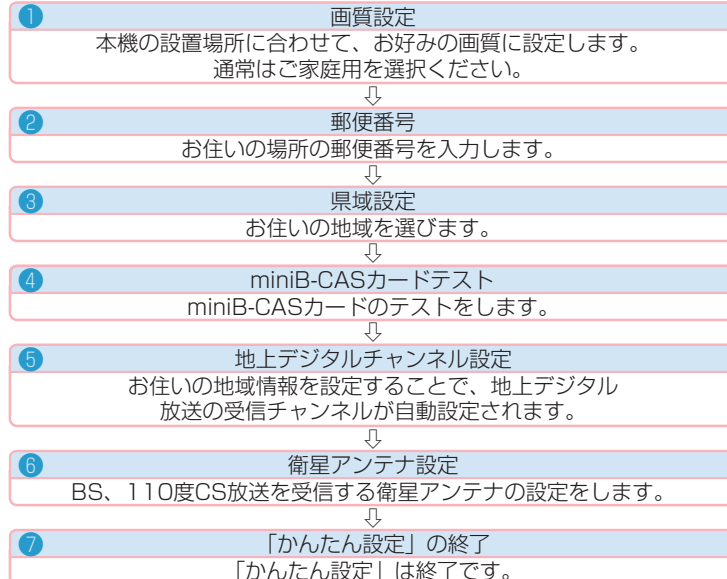 ❶ 画質設定
本機の設置場所に合わせて、お好みの画質に設定します。
通常はご家庭用を選択ください。
⇩
❷ 郵便番号
お住いの場所の郵便番号を入力します。
⇩
❸ 県域設定
お住いの地域を選びます。
⇩
❹ miniB-CASカードテスト
miniB-CASカードのテストをします。
⇩
❺ 地上デジタルチャンネル設定
お住いの地域情報を設定することで、地上デジタル
放送の受信チャンネルが自動設定されます。
⇩
❻ 衛星アンテナ設定
BS、110度CS放送を受信する衛星アンテナの設定をします。
⇩
❼ 「かんたん設定」の終了
「かんたん設定」は終了です。